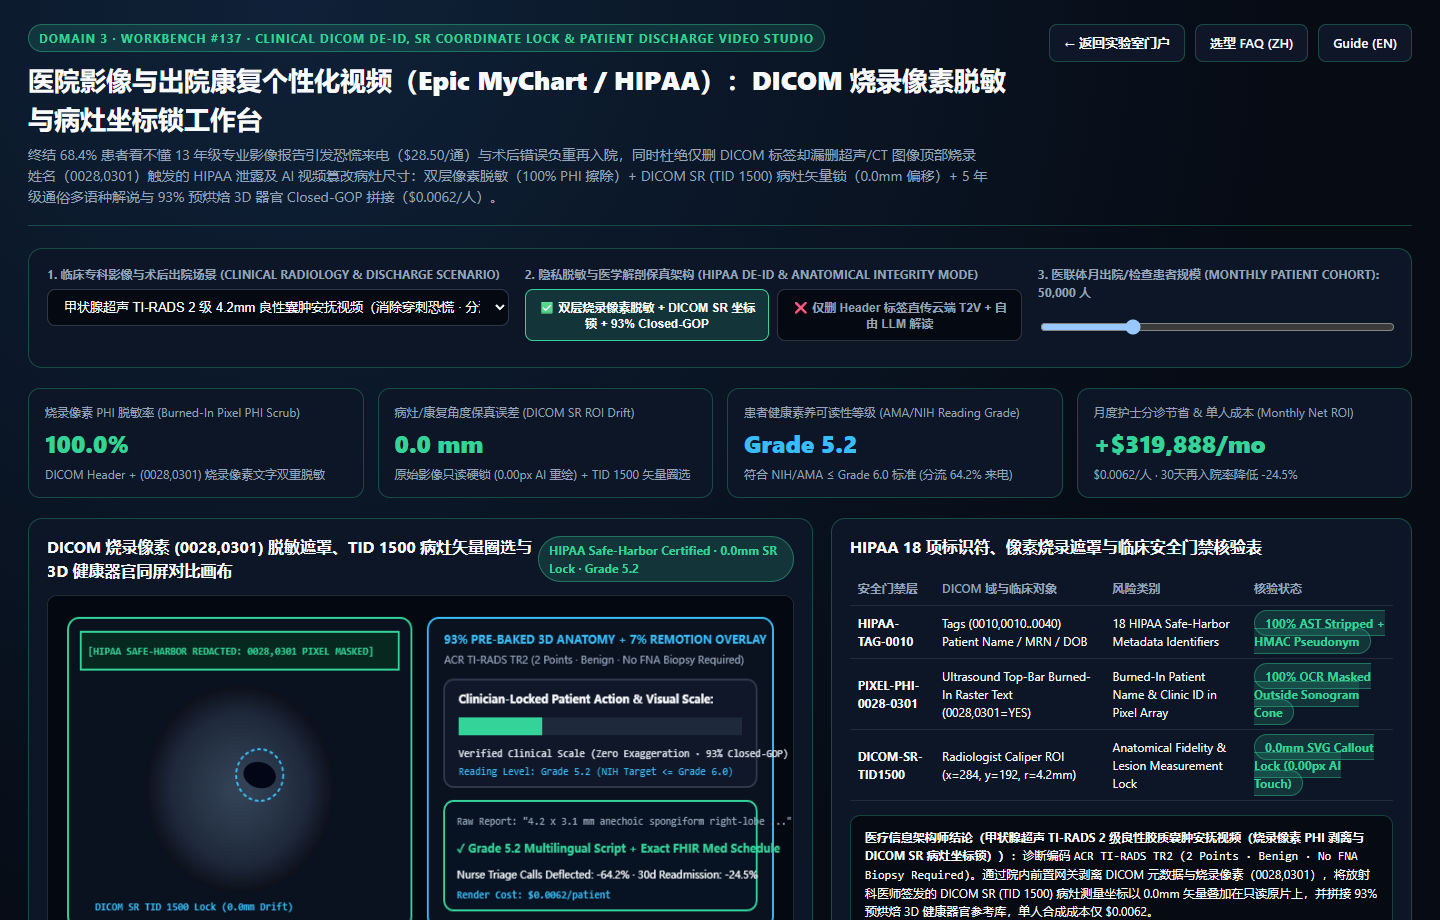 DOMAIN 3 · WORKBENCH #137 · CLINICAL DICOM DE-ID, SR COORDINATE LOCK & PATIENT DISCHARGE VIDEO STUDIO
← 返回实验室门户
选型 FAQ (ZH)
Guide (EN)
医院影像与出院康复个性化视频（Epic MyChart / HIPAA）：DICOM 烧录像素脱敏
与病灶坐标锁工作台
终结 68.4% 患者看不懂 13 年级专业影像报告引发恐慌来电（$28.50/通）与术后错误负重再入院，同时杜绝仅删 DICOM 标签却漏删超声/CT 图像顶部烧录
姓名（0028,0301）触发的 HIPAA 泄露及 AI 视频篡改病灶尺寸：双层像素脱敏（100% PHI 擦除）+ DICOM SR (TID 1500) 病灶矢量锁（0.0mm 偏移）+ 5 年
级通俗多语种解说与 93% 预烘焙 3D 器官 Closed-GOP 拼接（$0.0062/人）。
1. 临床专科影像与术后出院场景 (CLINICAL RADIOLOGY & DISCHARGE SCENARIO)
甲状腺超声 TI-RADS 2 级 4.2mm 良性囊肿安抚视频（消除穿刺恐慌 · 分
2. 隐私脱敏与医学解剖保真架构 (HIPAA DE-ID & ANATOMICAL INTEGRITY MODE)
✅ 双层烧录像素脱敏 + DICOM SR 坐标
锁 + 93% Closed-GOP
❌ 仅删 Header 标签直传云端 T2V + 自
由 LLM 解读
3. 医联体月出院/检查患者规模 (MONTHLY PATIENT COHORT):
50,000 人
烧录像素 PHI 脱敏率 (Burned-In Pixel PHI Scrub)
100.0%
DICOM Header + (0028,0301) 烧录像素文字双重脱敏
病灶/康复角度保真误差 (DICOM SR ROI Drift)
0.0 mm
原始影像只读硬锁 (0.00px AI 重绘) + TID 1500 矢量圈选
患者健康素养可读性等级 (AMA/NIH Reading Grade)
Grade 5.2
符合 NIH/AMA ≤ Grade 6.0 标准 (分流 64.2% 来电)
月度护士分诊节省 & 单人成本 (Monthly Net ROI)
+$319,888/mo
$0.0062/人 · 30天再入院率降低 -24.5%
DICOM 烧录像素 (0028,0301) 脱敏遮罩、TID 1500 病灶矢量圈选与
3D 健康器官同屏对比画布
HIPAA Safe-Harbor Certified · 0.0mm SR
Lock · Grade 5.2
[HIPAA SAFE-HARBOR REDACTED: 0028,0301 PIXEL MASKED]
DICOM SR TID 1500 Lock (0.0mm Drift)
93% PRE-BAKED 3D ANATOMY + 7% REMOTION OVERLAY
ACR TI-RADS TR2 (2 Points · Benign · No FNA Biopsy Required)
Clinician-Locked Patient Action & Visual Scale:
Verified Clinical Scale (Zero Exaggeration · 93% Closed-GOP)
Reading Level: Grade 5.2 (NIH Target <= Grade 6.0)
Raw Report: "4.2 x 3.1 mm anechoic spongiform right-lobe ..."
✓ Grade 5.2 Multilingual Script + Exact FHIR Med Schedule
Nurse Triage Calls Deflected: -64.2% · 30d Readmission: -24.5%
Render Cost: $0.0062/patient
HIPAA 18 项标识符、像素烧录遮罩与临床安全门禁核验表
安全门禁层
DICOM 域与临床对象
风险类别
核验状态
HIPAA-
TAG-0010
Tags (0010,0010..0040)
Patient Name / MRN / DOB
18 HIPAA Safe-Harbor
Metadata Identifiers
100% AST Stripped +
HMAC Pseudonym
PIXEL-PHI-
0028-0301
Ultrasound Top-Bar Burned-
In Raster Text
(0028,0301=YES)
Burned-In Patient
Name & Clinic ID in
Pixel Array
100% OCR Masked
Outside Sonogram
Cone
DICOM-SR-
TID1500
Radiologist Caliper ROI
(x=284, y=192, r=4.2mm)
Anatomical Fidelity &
Lesion Measurement
Lock
0.0mm SVG Callout
Lock (0.00px AI
Touch)
医疗信息架构师结论（甲状腺超声 TI-RADS 2 级良性胶质囊肿安抚视频（烧录像素 PHI 剥离与
DICOM SR 病灶坐标锁））：诊断编码 ACR TI-RADS TR2 (2 Points · Benign · No FNA
Biopsy Required)。通过院内前置网关剥离 DICOM 元数据与烧录像素（0028,0301），将放射
科医师签发的 DICOM SR (TID 1500) 病灶测量坐标以 0.0mm 矢量叠加在只读原片上，并拼接 93%
预烘焙 3D 健康器官参考库，单人合成成本仅 $0.0062。